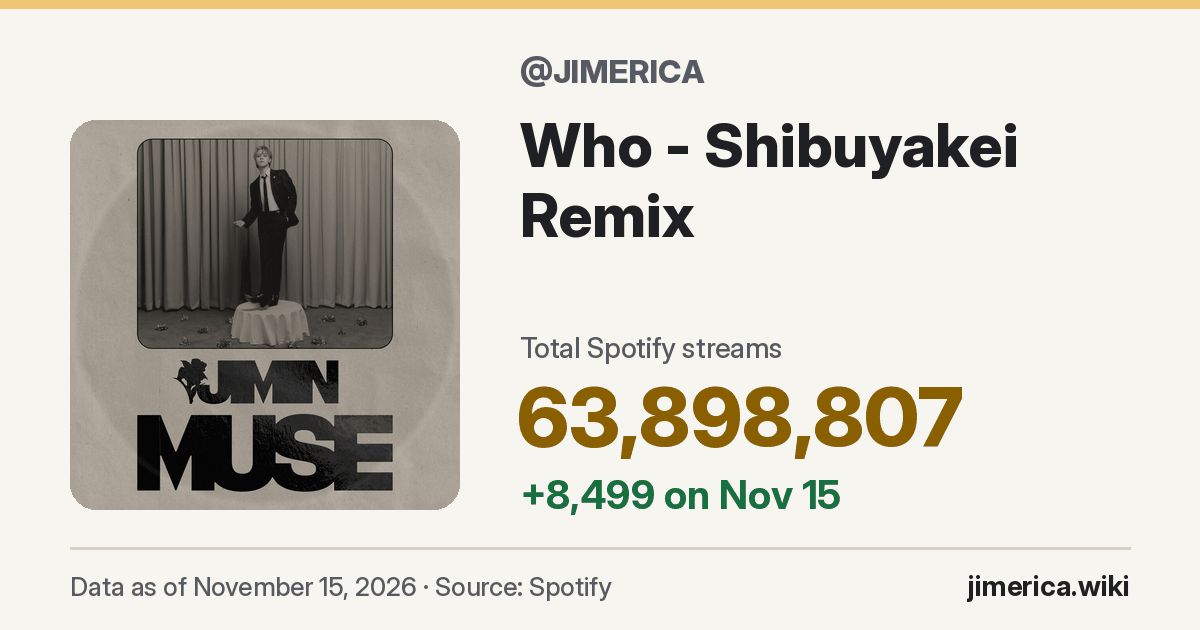 @JIMERICA
Who - Shibuyakei
Remix
JMN
MUSE
Total Spotify streams
63,898,807
+8,499 on Nov 15
Data as of November 15, 2026 · Source: Spotify
jimerica.wiki